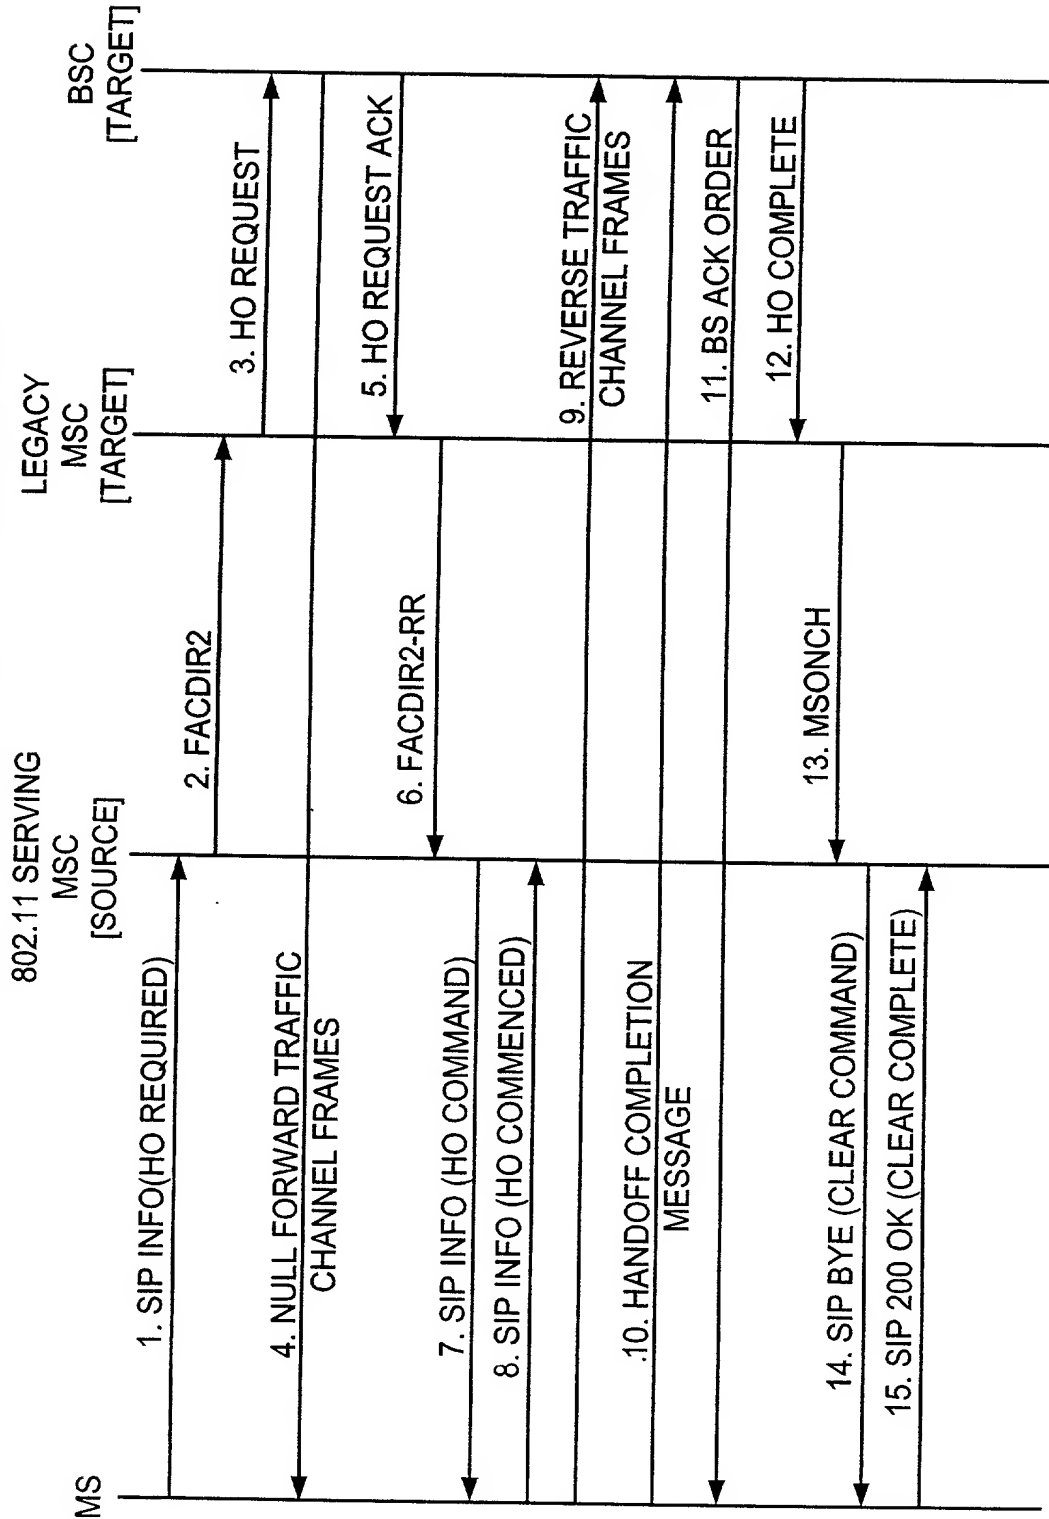 MS
802.11 SERVING
MSC
[SOURCE]
LEGACY
MSC
[TARGET]
BSC
[TARGET]
1. SIP INFO(HO REQUIRED)
2. FACDIR2
3. HO REQUEST
4. NULL FORWARD TRAFFIC
CHANNEL FRAMES
5. HO REQUEST ACK
6. FACDIR2-RR
7. SIP INFO (HO COMMAND)
8. SIP INFO (HO COMMENCED)
9. REVERSE TRAFFIC
CHANNEL FRAMES
.10. HANDOFF COMPLETION
MESSAGE
11. BS ACK ORDER
12. HO COMPLETE
13. MSONCH
14. SIP BYE (CLEAR COMMAND)
15. SIP 200 OK (CLEAR COMPLETE)